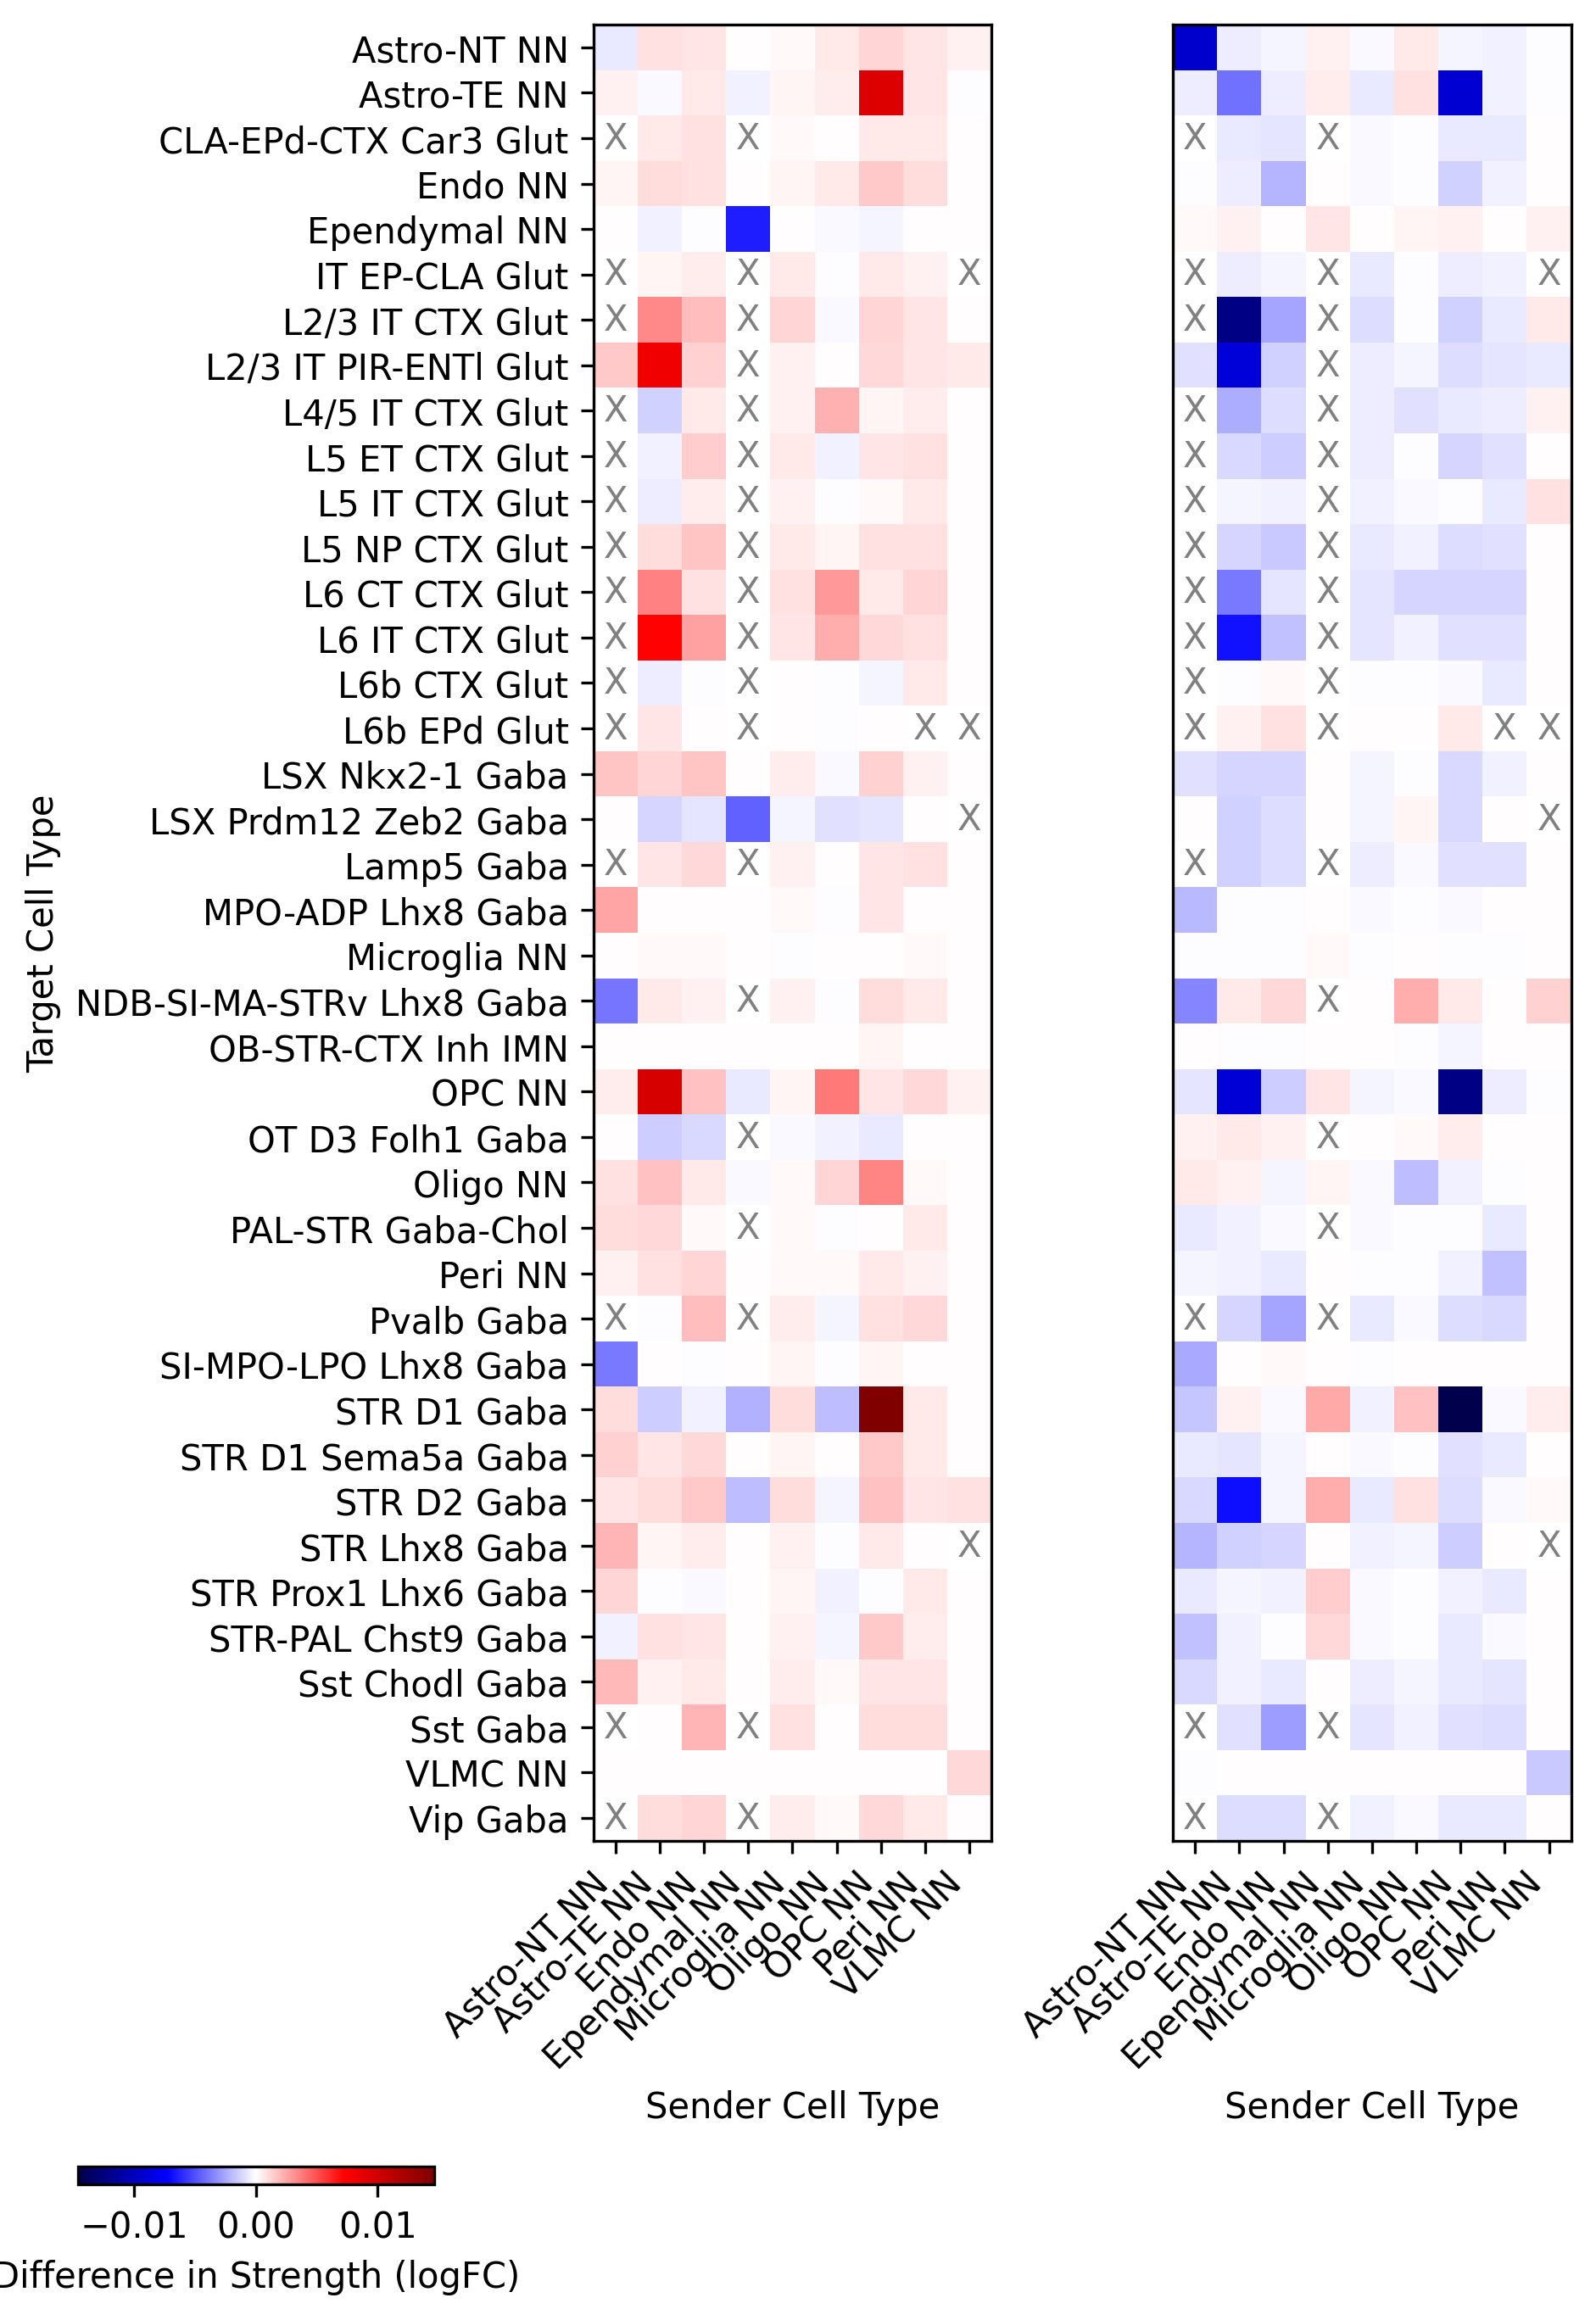 Target Cell Type
Astro-NT NN
Astro-TE NN
CLA-EPd-CTX Car3 Glut X X X X
Endo NN
Ependymal NN
IT EP-CLA Glut X X X X X X
L2/3 IT CTX Glut X X X X
L2/3 IT PIR-ENTl Glut X X
L4/5 IT CTX Glut X X X X
L5 ET CTX Glut X X X X
L5 IT CTX Glut X X X X
L5 NP CTX Glut X X X X
L6 CT CTX Glut X X X X
L6 IT CTX Glut X X X X
L6b CTX Glut X X X X
L6b EPd Glut X X X X X X X X
LSX Nkx2-1 Gaba
LSX Prdm12 Zeb2 Gaba X X
Lamp5 Gaba X X X X
MPO-ADP Lhx8 Gaba
Microglia NN
NDB-SI-MA-STRv Lhx8 Gaba X X
OB-STR-CTX Inh IMN
OPC NN
OT D3 Folh1 Gaba X X
Oligo NN
PAL-STR Gaba-Chol X X
Peri NN
Pvalb Gaba X X X X
SI-MPO-LPO Lhx8 Gaba
STR D1 Gaba
STR D1 Sema5a Gaba
STR D2 Gaba
STR Lhx8 Gaba X X
STR Prox1 Lhx6 Gaba
STR-PAL Chst9 Gaba
Sst Chodl Gaba
Sst Gaba X X X X
VLMC NN
Vip Gaba X X X X
Astro-NT NN
Astro-TE NN
Endo NN
Ependymal NN
Microglia NN
Oligo NN
OPC NN
Peri NN
VLMC NN
Sender Cell Type
Astro-NT NN
Astro-TE NN
Endo NN
Ependymal NN
Microglia NN
Oligo NN
OPC NN
Peri NN
VLMC NN
Sender Cell Type
−0.01 0.00 0.01
Difference in Strength (logFC)